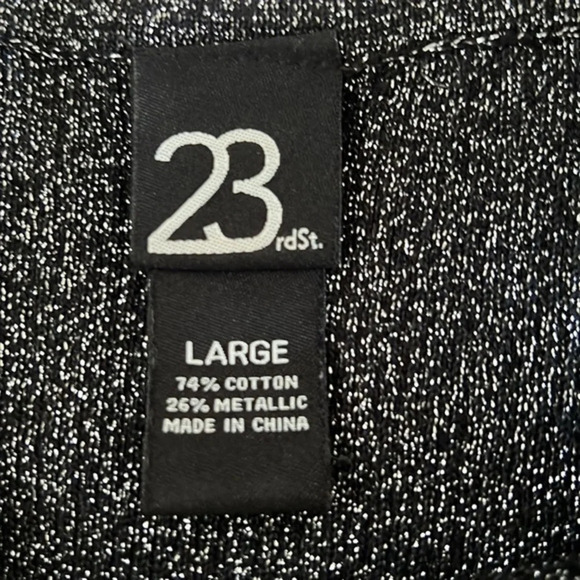 23rdSt.
LARGE
74% COTTON
26% METALLIC
MADE IN CHINA